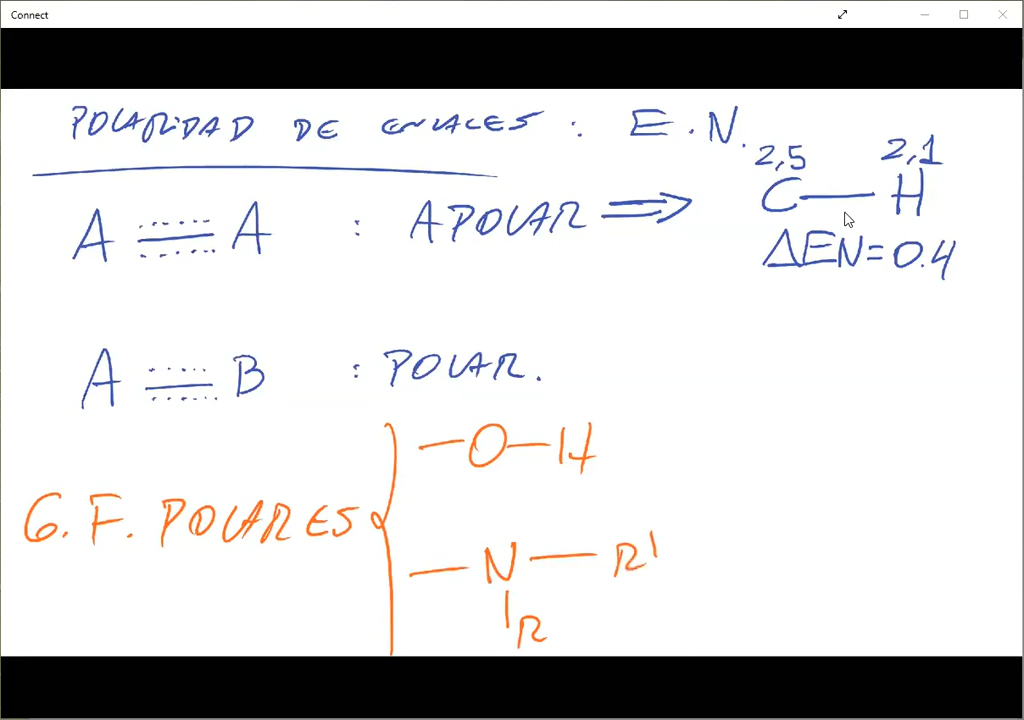 Connect
POLARIDAD DE ENLACES : E.N.
2,5 2,1
A A : APOLAR ⇒ C—H
ΔEN=0.4
A B : POLAR.
—O—H
G.F. POLARES
—N—R'
R